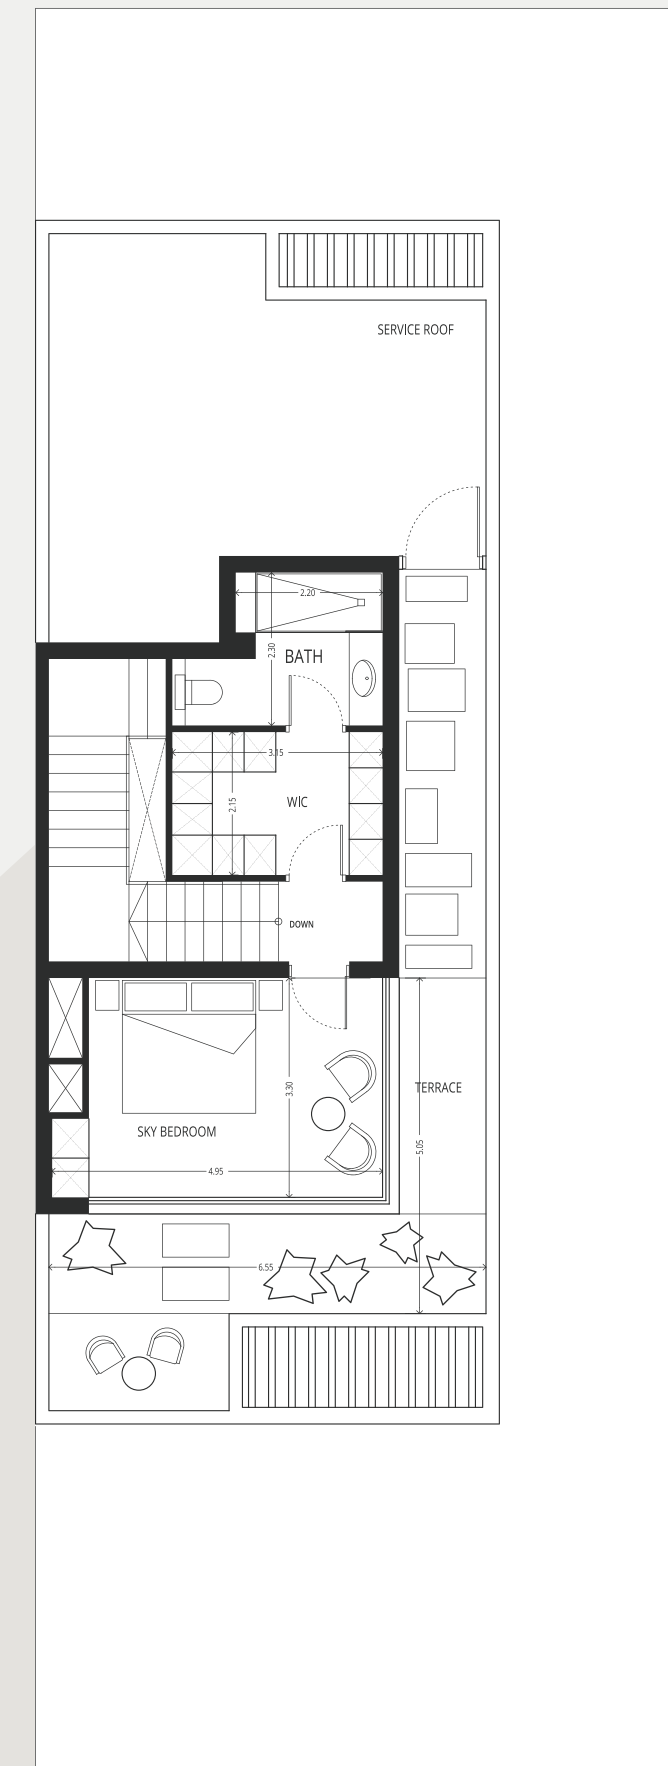 SERVICE ROOF
2.20
2.30
BATH
3.15
2.15
WIC
DOWN
3.30
TERRACE
SKY BEDROOM
5.05
4.95
6.55